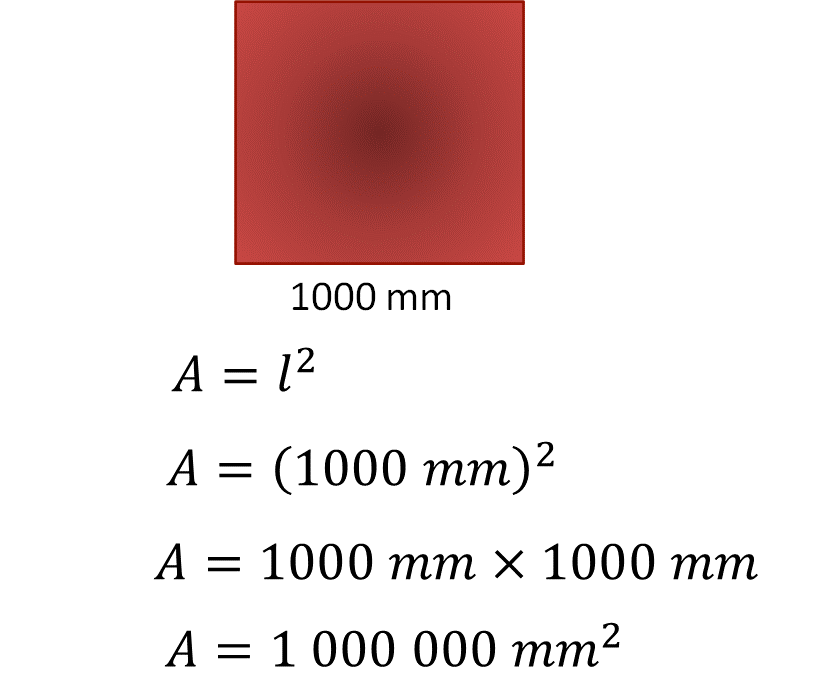 1000 mm
A = l²
A = (1000 mm)²
A = 1000 mm × 1000 mm
A = 1 000 000 mm²